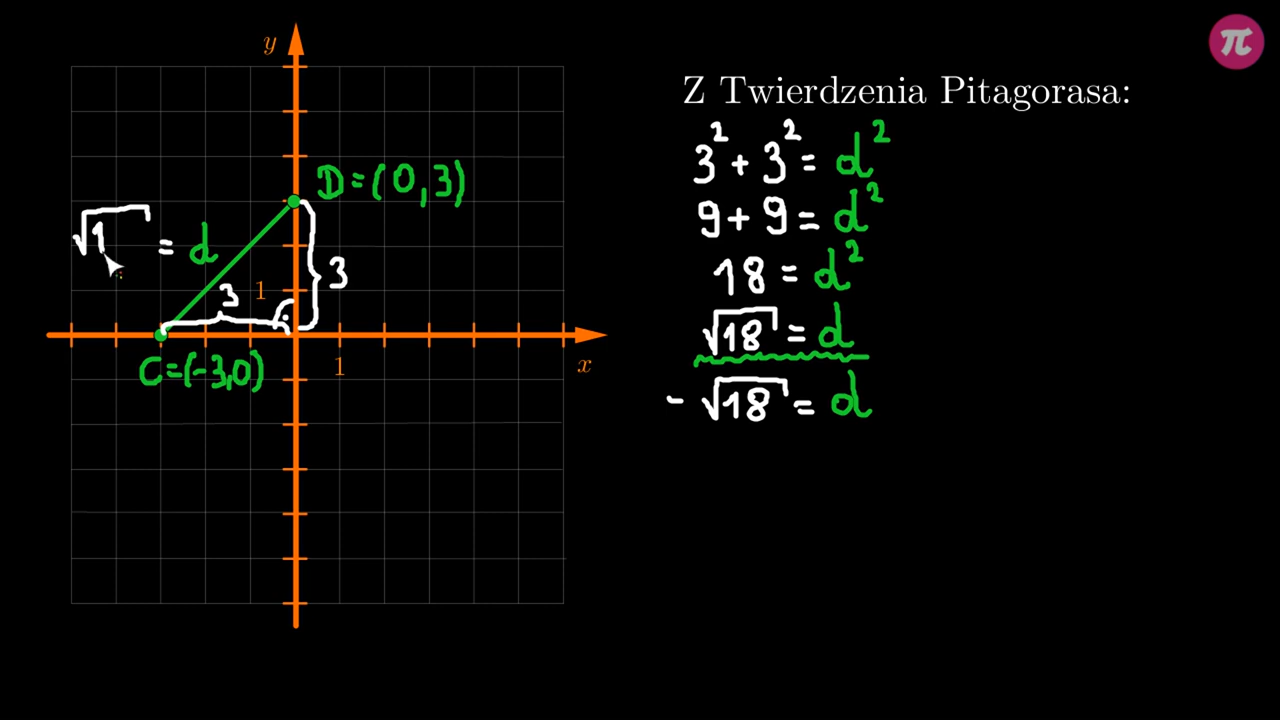 y
Z Twierdzenia Pitagorasa:
3² + 3² = d²
9 + 9 = d²
18 = d²
√18 = d
- √18 = d
D = (0, 3)
√1 = d
3
3
1
C = (-3, 0)
1
x
π